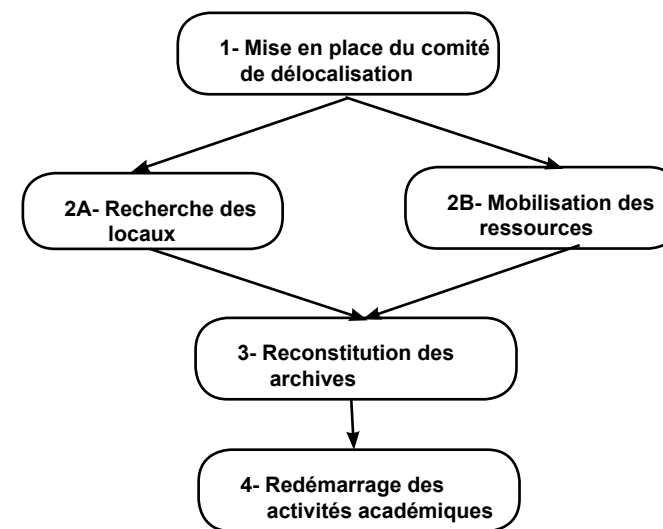 1- Mise en place du comité
de délocalisation
2A- Recherche des
locaux
2B- Mobilisation des
ressources
3- Reconstitution des
archives
4- Redémarrage des
activités académiques